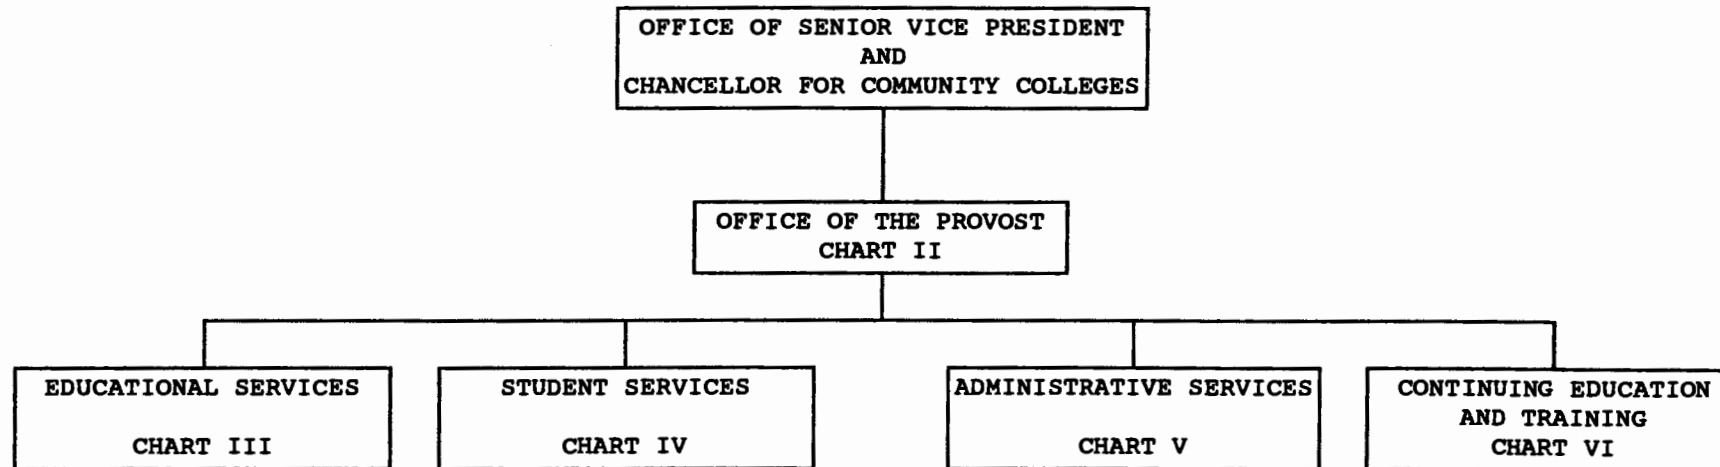 OFFICE OF SENIOR VICE PRESIDENT
AND
CHANCELLOR FOR COMMUNITY COLLEGES
OFFICE OF THE PROVOST
CHART II
EDUCATIONAL SERVICES
CHART III
STUDENT SERVICES
CHART IV
ADMINISTRATIVE SERVICES
CHART V
CONTINUING EDUCATION
AND TRAINING
CHART VI